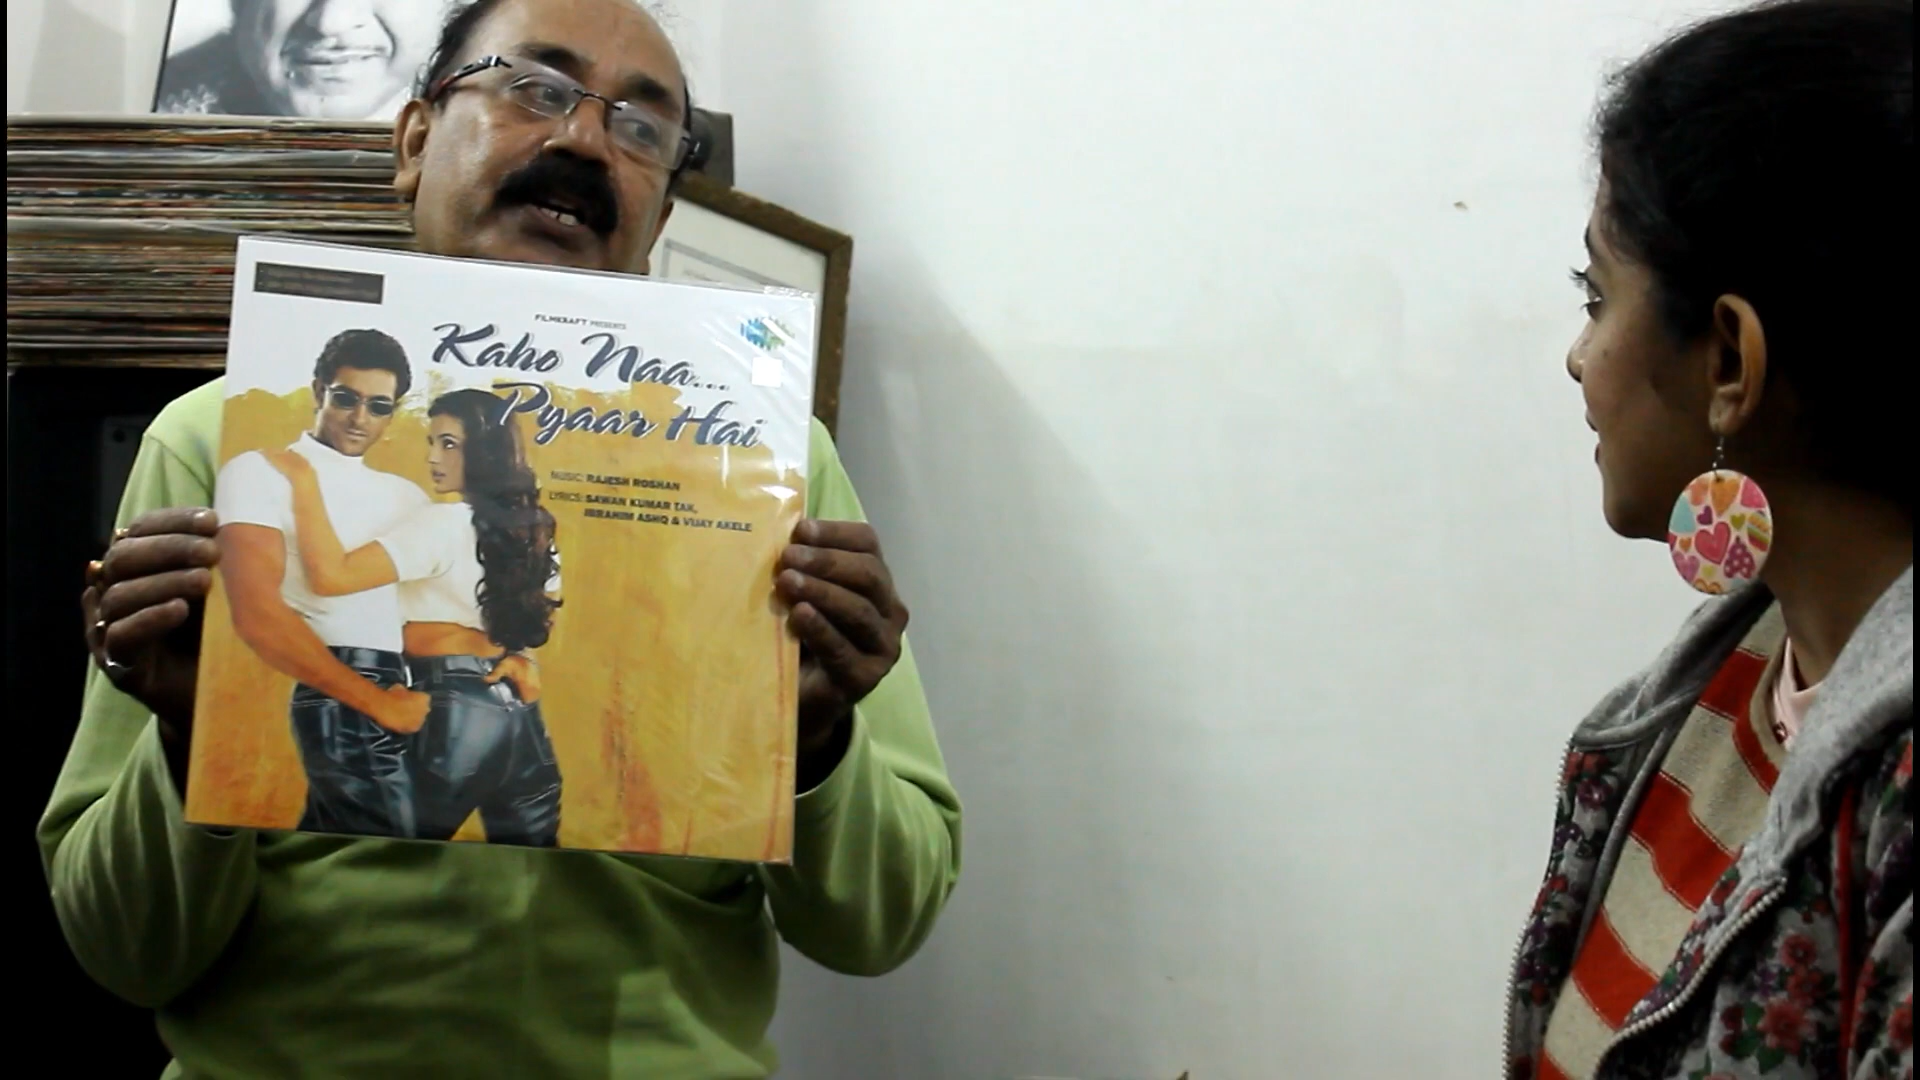 FILMKRAFT PRESENTS
Kaho Naa...
Pyaar Hai
MUSIC: RAJESH ROSHAN
LYRICS: SAWAN KUMAR TAK,
IBRAHIM ASHQ & VIJAY AKELE